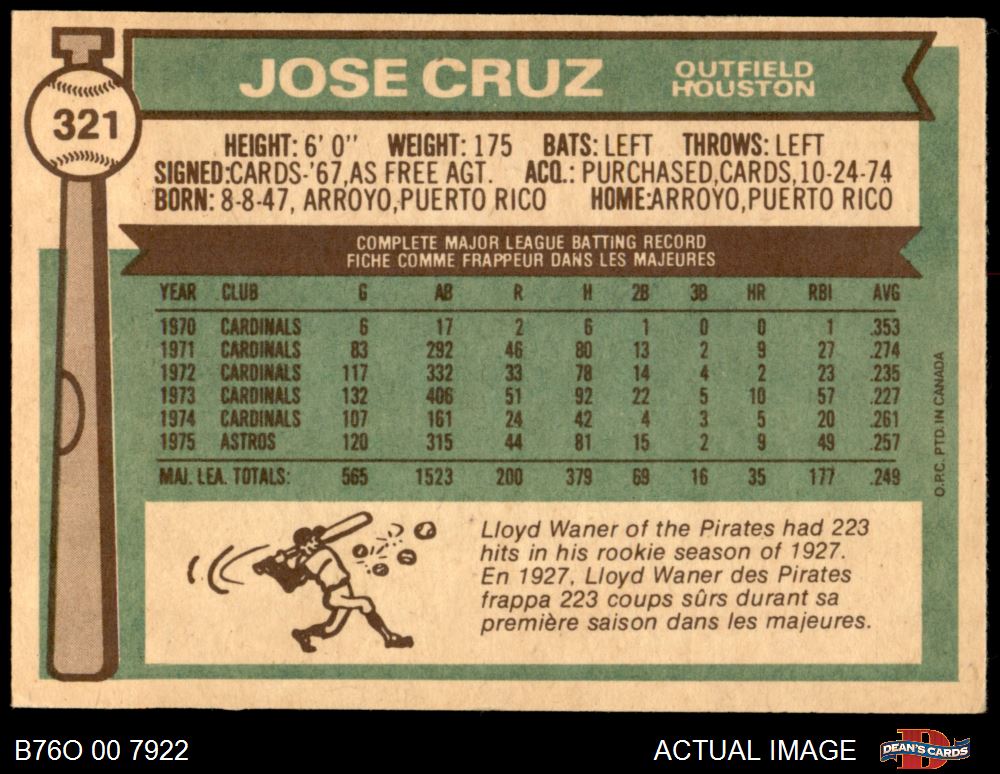 321
JOSE CRUZ
OUTFIELD
HOUSTON
HEIGHT: 6' 0" WEIGHT: 175 BATS: LEFT THROWS: LEFT
SIGNED:CARDS-'67,AS FREE AGT. ACQ.: PURCHASED,CARDS,10-24-74
BORN: 8-8-47, ARROYO,PUERTO RICO HOME:ARROYO,PUERTO RICO
COMPLETE MAJOR LEAGUE BATTING RECORD
FICHE COMME FRAPPEUR DANS LES MAJEURES
YEAR CLUB G AB R H 2B 3B HR RBI AVG
1970 CARDINALS 6 17 2 6 1 0 0 1 .353
1971 CARDINALS 83 292 46 80 13 2 9 27 .274
1972 CARDINALS 117 332 33 78 14 4 2 23 .235
1973 CARDINALS 132 406 51 92 22 5 10 57 .227
1974 CARDINALS 107 161 24 42 4 3 5 20 .261
1975 ASTROS 120 315 44 81 15 2 9 49 .257
MAJ. LEA. TOTALS: 565 1523 200 379 69 16 35 177 .249
O.P.C. PTD. IN CANADA
Lloyd Waner of the Pirates had 223
hits in his rookie season of 1927.
En 1927, Lloyd Waner des Pirates
frappa 223 coups sûrs durant sa
première saison dans les majeures.
B76O 00 7922
ACTUAL IMAGE
DEAN'S CARDS